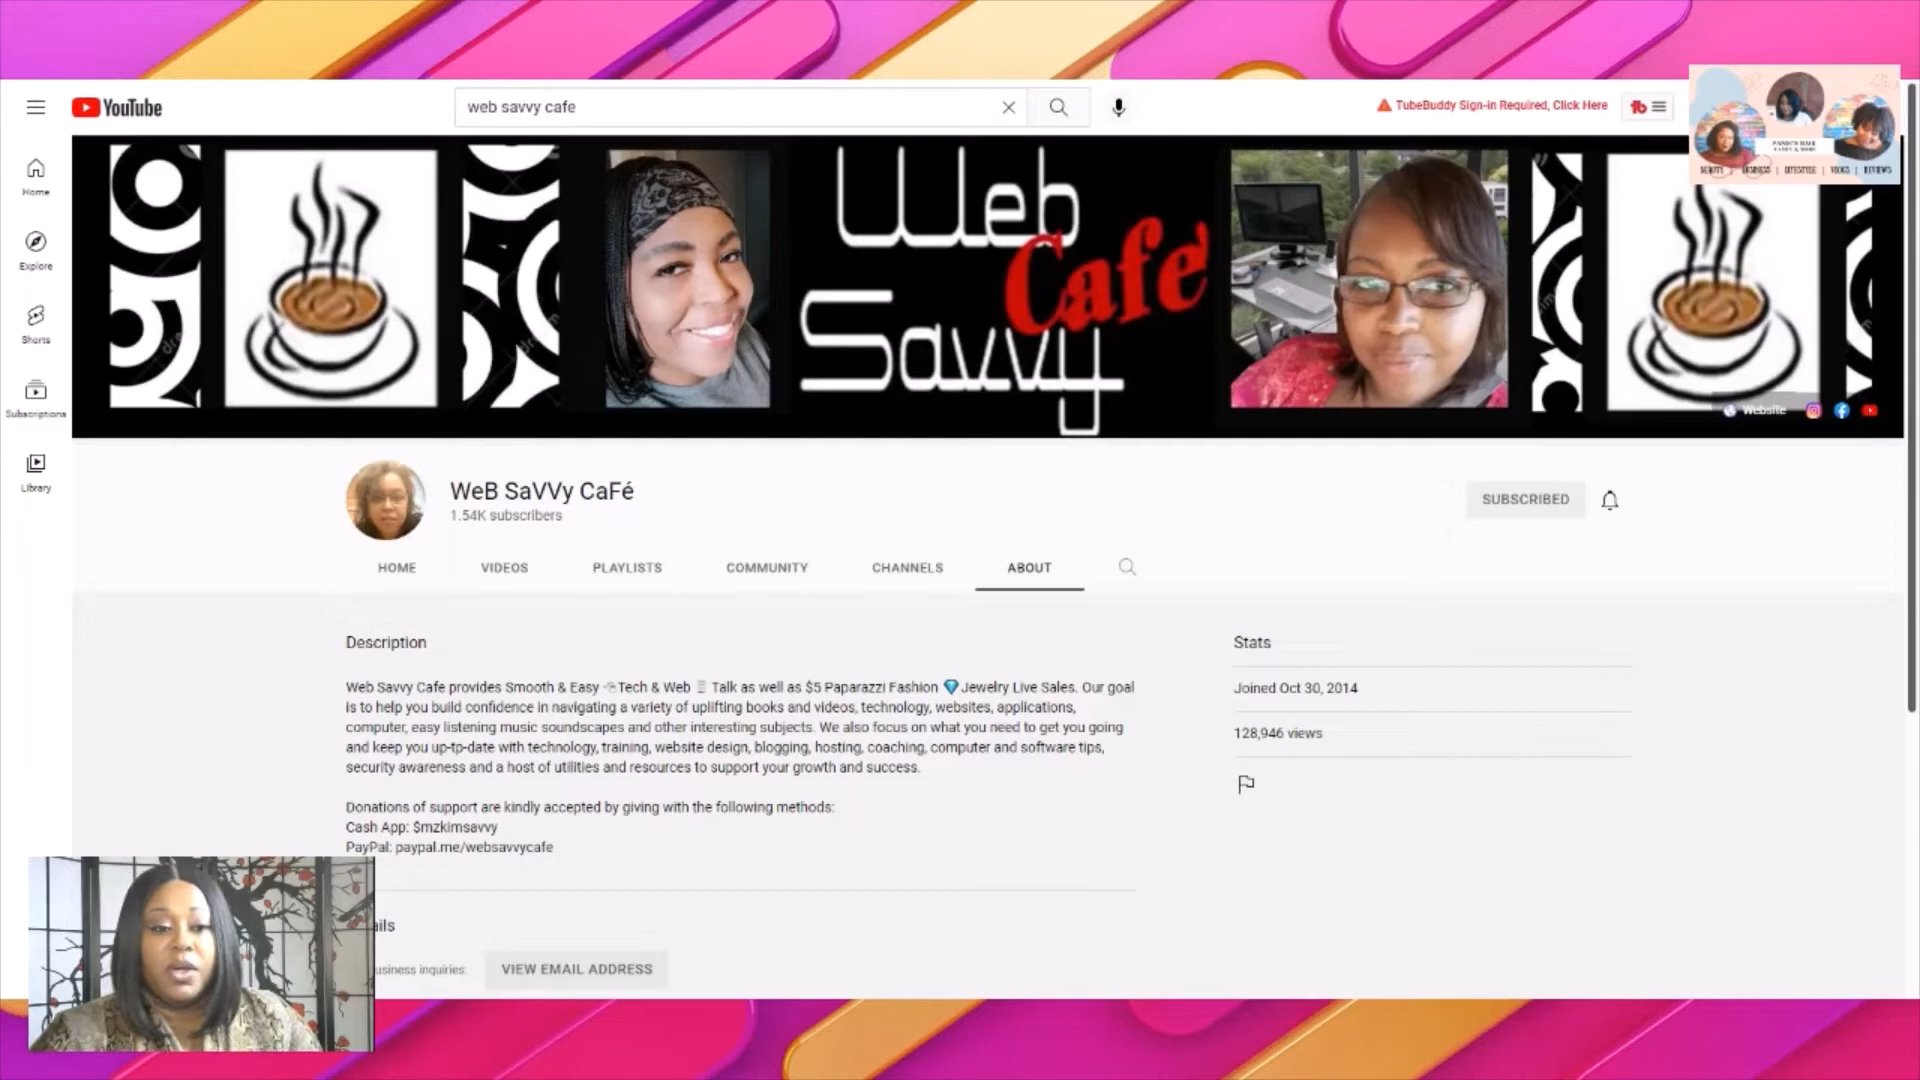 YouTube
web savvy cafe
TubeBuddy Sign-in Required, Click Here
BEAUTY | BUSINESS | LIFESTYLE | VLOGS | REVIEWS
Home
Explore
Shorts
Subscriptions
Library
Web
Savvy
Cafe
Website
WeB SaVVy CaFé
1.54K subscribers
SUBSCRIBED
HOME
VIDEOS
PLAYLISTS
COMMUNITY
CHANNELS
ABOUT
Description
Web Savvy Cafe provides Smooth & Easy Tech & Web Talk as well as $5 Paparazzi Fashion 💎Jewelry Live Sales. Our goal
is to help you build confidence in navigating a variety of uplifting books and videos, technology, websites, applications,
computer, easy listening music soundscapes and other interesting subjects. We also focus on what you need to get you going
and keep you up-tp-date with technology, training, website design, blogging, hosting, coaching, computer and software tips,
security awareness and a host of utilities and resources to support your growth and success.
Donations of support are kindly accepted by giving with the following methods:
Cash App: $mzkimsavvy
PayPal: paypal.me/websavvycafe
ails
usiness inquiries:
VIEW EMAIL ADDRESS
Stats
Joined Oct 30, 2014
128,946 views